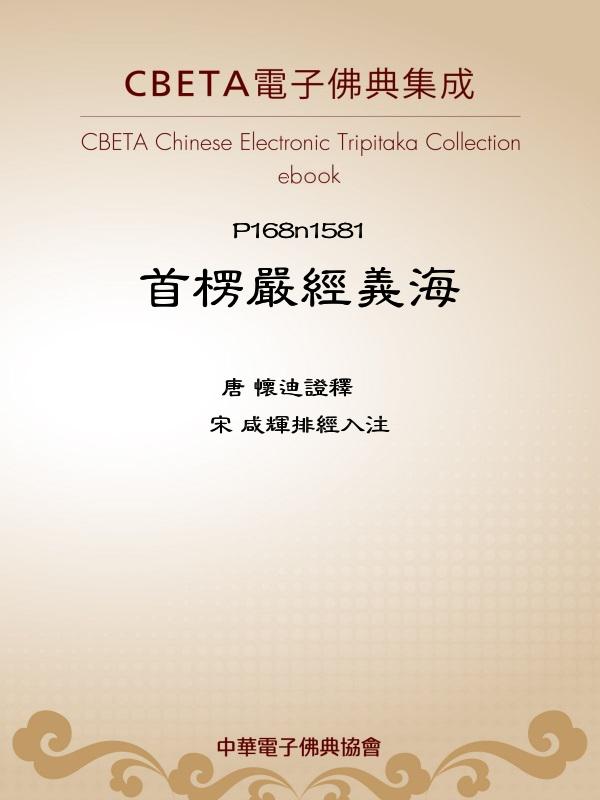 CBETA電子佛典集成
CBETA Chinese Electronic Tripitaka Collection
ebook
P168n1581
首楞嚴經義海
唐 懷迪證釋
宋 咸輝排經入注
中華電子佛典協會